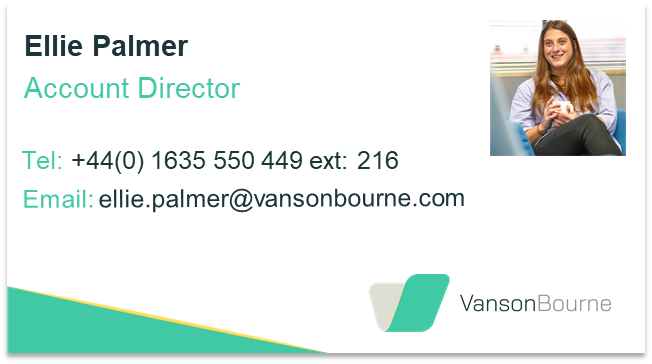 Ellie Palmer
Account Director
Tel: +44(0) 1635 550 449 ext: 216
Email: ellie.palmer@vansonbourne.com
VansonBourne